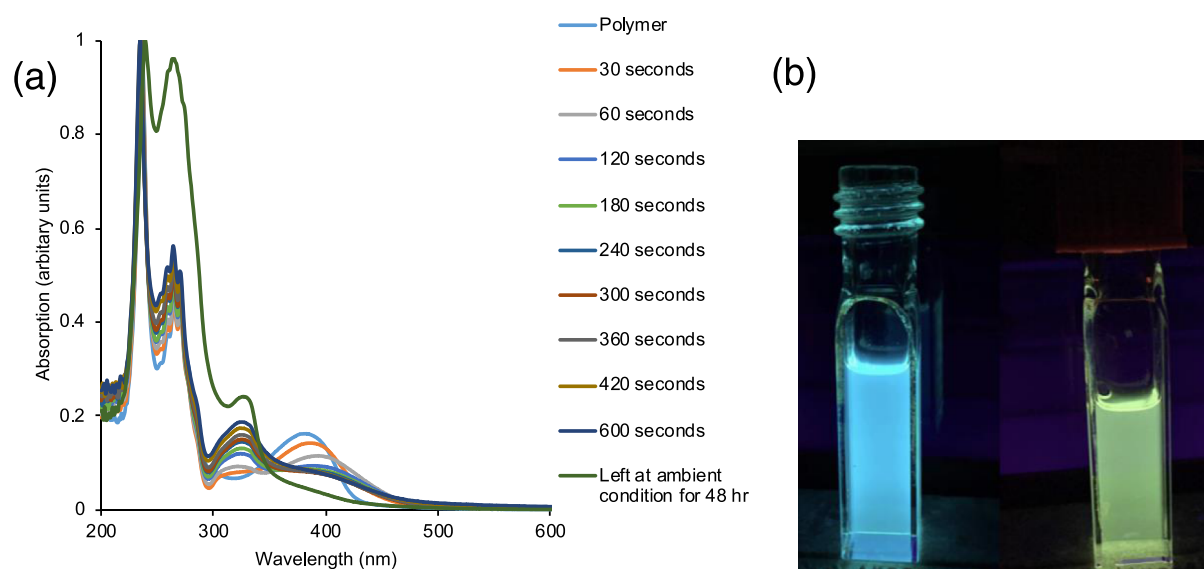 (a)
Absorption (arbitary units)
1
0.8
0.6
0.4
0.2
0
200
300
400
500
600
Wavelength (nm)
Polymer
30 seconds
60 seconds
120 seconds
180 seconds
240 seconds
300 seconds
360 seconds
420 seconds
600 seconds
Left at ambient
condition for 48 hr
(b)